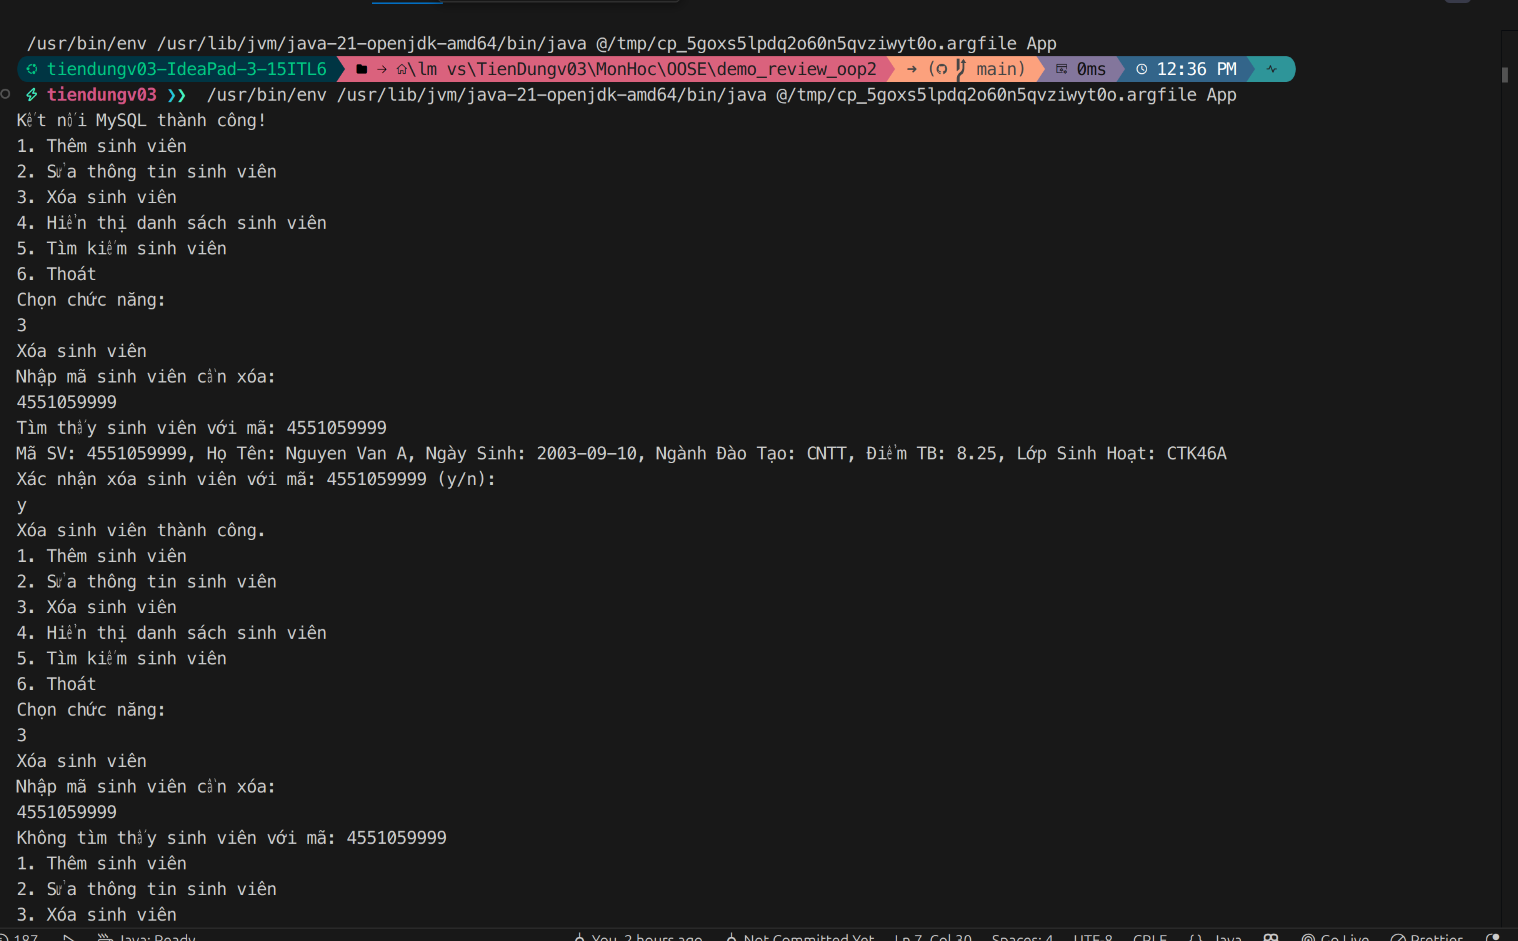 /usr/bin/env /usr/lib/jvm/java-21-openjdk-amd64/bin/java @/tmp/cp_5goxs5lpdq2o60n5qvziwyt0o.argfile App
tiendungv03-IdeaPad-3-15ITL6 → \lm vs\TienDungv03\MonHoc\OOSE\demo_review_oop2 → ( main) 0ms 12:36 PM
tiendungv03 ❯❯ /usr/bin/env /usr/lib/jvm/java-21-openjdk-amd64/bin/java @/tmp/cp_5goxs5lpdq2o60n5qvziwyt0o.argfile App
Kết nối MySQL thành công!
1. Thêm sinh viên
2. Sửa thông tin sinh viên
3. Xóa sinh viên
4. Hiển thị danh sách sinh viên
5. Tìm kiếm sinh viên
6. Thoát
Chọn chức năng:
3
Xóa sinh viên
Nhập mã sinh viên cần xóa:
4551059999
Tìm thấy sinh viên với mã: 4551059999
Mã SV: 4551059999, Họ Tên: Nguyen Van A, Ngày Sinh: 2003-09-10, Ngành Đào Tạo: CNTT, Điểm TB: 8.25, Lớp Sinh Hoạt: CTK46A
Xác nhận xóa sinh viên với mã: 4551059999 (y/n):
y
Xóa sinh viên thành công.
1. Thêm sinh viên
2. Sửa thông tin sinh viên
3. Xóa sinh viên
4. Hiển thị danh sách sinh viên
5. Tìm kiếm sinh viên
6. Thoát
Chọn chức năng:
3
Xóa sinh viên
Nhập mã sinh viên cần xóa:
4551059999
Không tìm thấy sinh viên với mã: 4551059999
1. Thêm sinh viên
2. Sửa thông tin sinh viên
3. Xóa sinh viên
187 Java: Ready You, 2 hours ago Not Committed Yet Ln 7, Col 30 Spaces: 4 UTF-8 CRLF {} Java Go Live Prettier